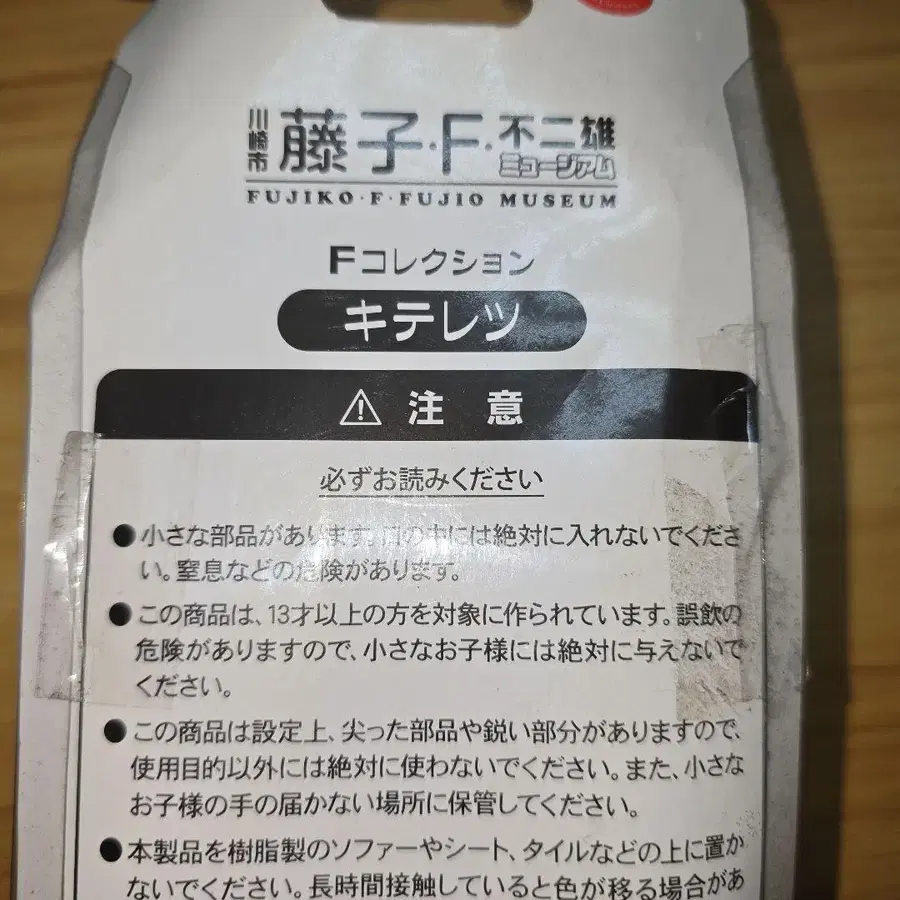 川崎市
藤子・F・不二雄
ミュージアム
FUJIKO・F・FUJIO MUSEUM
Fコレクション
キテレツ
⚠ 注意
必ずお読みください
●小さな部品があります。口の中には絶対に入れないでくださ
い。窒息などの危険があります。
●この商品は、13才以上の方を対象に作られています。誤飲の
危険がありますので、小さなお子様には絶対に与えないで
ください。
●この商品は設定上、尖った部品や鋭い部分がありますので、
使用目的以外には絶対に使わないでください。また、小さな
お子様の手の届かない場所に保管してください。
●本製品を樹脂製のソファーやシート、タイルなどの上に置か
ないでください。長時間接触していると色が移る場合があ